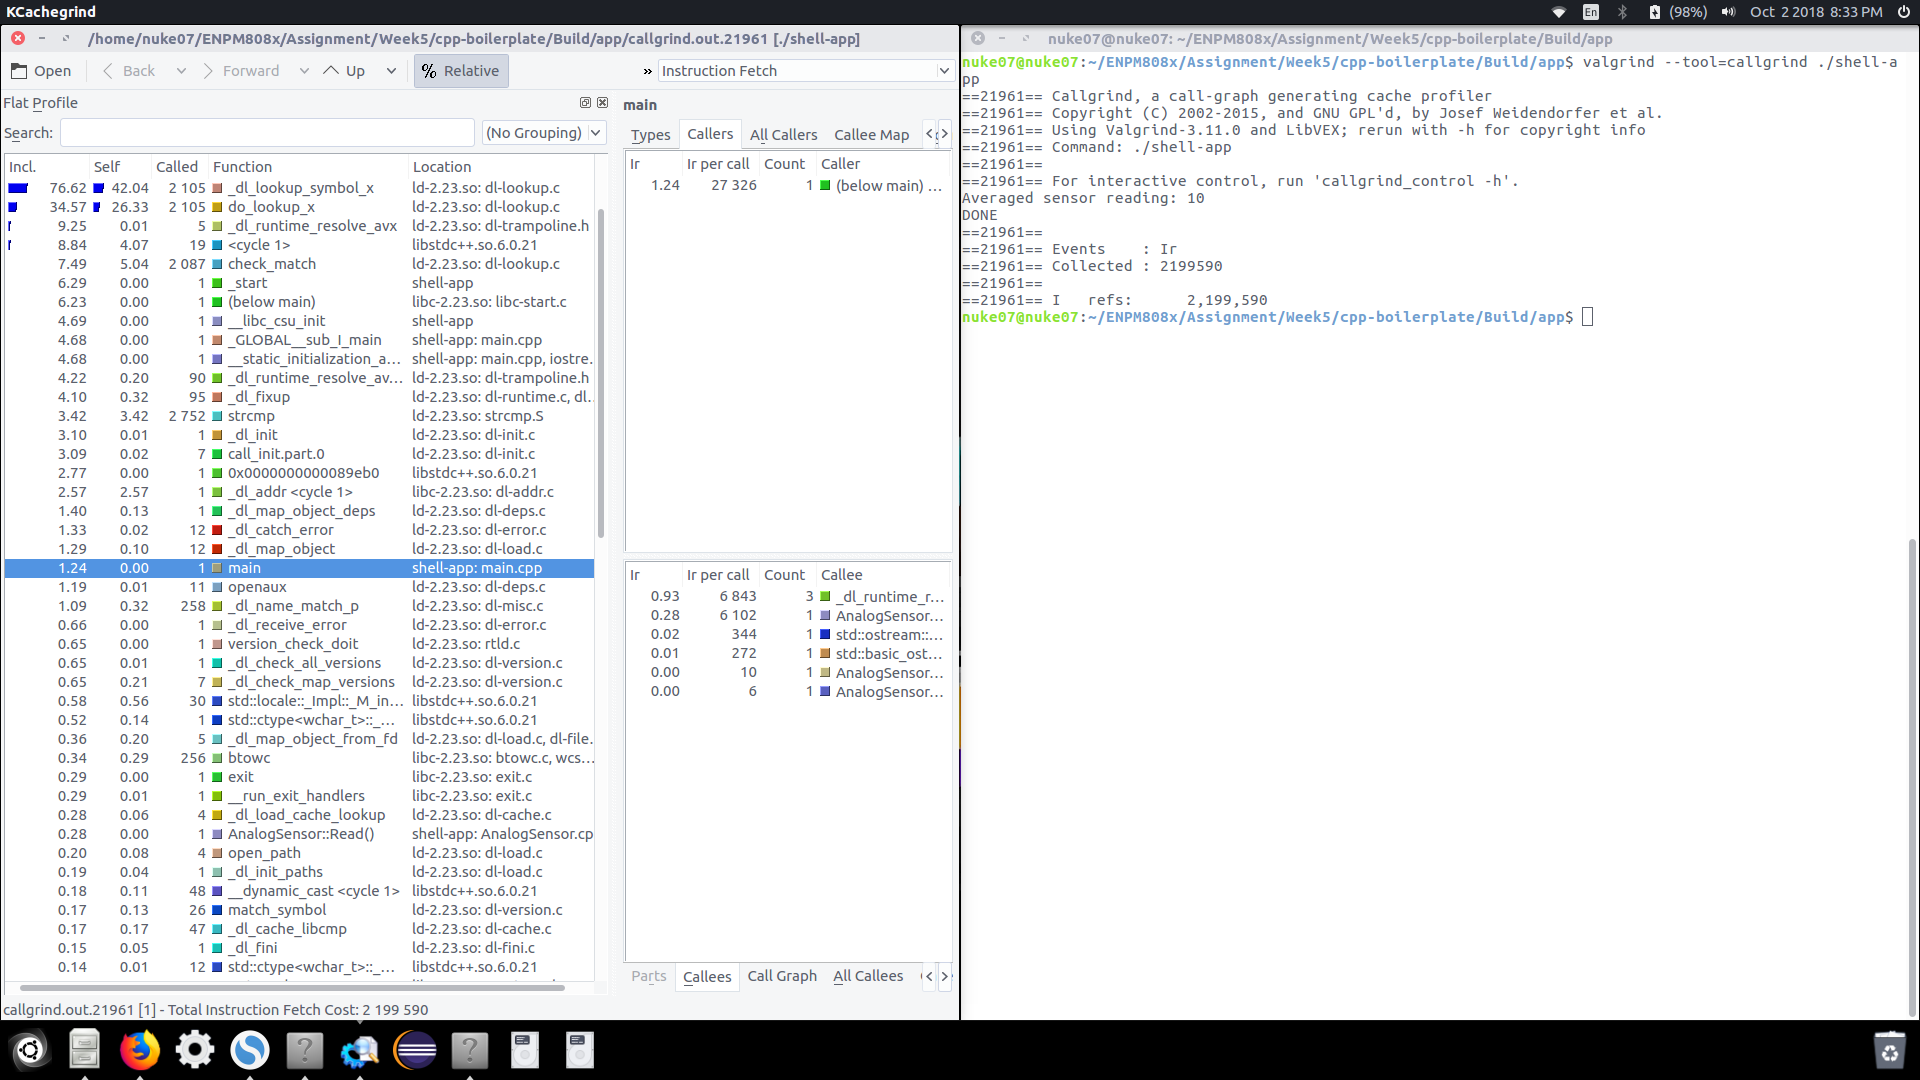 KCachegrind
En (98%) Oct 2 2018 8:33 PM
/home/nuke07/ENPM808x/Assignment/Week5/cpp-boilerplate/Build/app/callgrind.out.21961 [./shell-app]
Open Back Forward Up % Relative » Instruction Fetch
Flat Profile
Search: (No Grouping)
Incl. Self Called Function Location
76.62 42.04 2 105 _dl_lookup_symbol_x ld-2.23.so: dl-lookup.c
34.57 26.33 2 105 do_lookup_x ld-2.23.so: dl-lookup.c
9.25 0.01 5 _dl_runtime_resolve_avx ld-2.23.so: dl-trampoline.h
8.84 4.07 19 <cycle 1> libstdc++.so.6.0.21
7.49 5.04 2 087 check_match ld-2.23.so: dl-lookup.c
6.29 0.00 1 _start shell-app
6.23 0.00 1 (below main) libc-2.23.so: libc-start.c
4.69 0.00 1 __libc_csu_init shell-app
4.68 0.00 1 _GLOBAL__sub_I_main shell-app: main.cpp
4.68 0.00 1 __static_initialization_a... shell-app: main.cpp, iostre.
4.22 0.20 90 _dl_runtime_resolve_av... ld-2.23.so: dl-trampoline.h
4.10 0.32 95 _dl_fixup ld-2.23.so: dl-runtime.c, dl.
3.42 3.42 2 752 strcmp ld-2.23.so: strcmp.S
3.10 0.01 1 _dl_init ld-2.23.so: dl-init.c
3.09 0.02 7 call_init.part.0 ld-2.23.so: dl-init.c
2.77 0.00 1 0x0000000000089eb0 libstdc++.so.6.0.21
2.57 2.57 1 _dl_addr <cycle 1> libc-2.23.so: dl-addr.c
1.40 0.13 1 _dl_map_object_deps ld-2.23.so: dl-deps.c
1.33 0.02 12 _dl_catch_error ld-2.23.so: dl-error.c
1.29 0.10 12 _dl_map_object ld-2.23.so: dl-load.c
1.24 0.00 1 main shell-app: main.cpp
1.19 0.01 11 openaux ld-2.23.so: dl-deps.c
1.09 0.32 258 _dl_name_match_p ld-2.23.so: dl-misc.c
0.66 0.00 1 _dl_receive_error ld-2.23.so: dl-error.c
0.65 0.00 1 version_check_doit ld-2.23.so: rtld.c
0.65 0.01 1 _dl_check_all_versions ld-2.23.so: dl-version.c
0.65 0.21 7 _dl_check_map_versions ld-2.23.so: dl-version.c
0.58 0.56 30 std::locale::_Impl::_M_in... libstdc++.so.6.0.21
0.52 0.14 1 std::ctype<wchar_t>::_... libstdc++.so.6.0.21
0.36 0.20 5 _dl_map_object_from_fd ld-2.23.so: dl-load.c, dl-file.
0.34 0.29 256 btowc libc-2.23.so: btowc.c, wcs...
0.29 0.00 1 exit libc-2.23.so: exit.c
0.29 0.01 1 __run_exit_handlers libc-2.23.so: exit.c
0.28 0.06 4 _dl_load_cache_lookup ld-2.23.so: dl-cache.c
0.28 0.00 1 AnalogSensor::Read() shell-app: AnalogSensor.cp
0.20 0.08 4 open_path ld-2.23.so: dl-load.c
0.19 0.04 1 _dl_init_paths ld-2.23.so: dl-load.c
0.18 0.11 48 __dynamic_cast <cycle 1> libstdc++.so.6.0.21
0.17 0.13 26 match_symbol ld-2.23.so: dl-version.c
0.17 0.17 47 _dl_cache_libcmp ld-2.23.so: dl-cache.c
0.15 0.05 1 _dl_fini ld-2.23.so: dl-fini.c
0.14 0.01 12 std::ctype<wchar_t>::_... libstdc++.so.6.0.21
callgrind.out.21961 [1] - Total Instruction Fetch Cost: 2 199 590
main
Types Callers All Callers Callee Map
Ir Ir per call Count Caller
1.24 27 326 1 (below main) ...
Ir Ir per call Count Callee
0.93 6 843 3 _dl_runtime_r...
0.28 6 102 1 AnalogSensor...
0.02 344 1 std::ostream::...
0.01 272 1 std::basic_ost...
0.00 10 1 AnalogSensor...
0.00 6 1 AnalogSensor...
Parts Callees Call Graph All Callees
nuke07@nuke07: ~/ENPM808x/Assignment/Week5/cpp-boilerplate/Build/app
nuke07@nuke07:~/ENPM808x/Assignment/Week5/cpp-boilerplate/Build/app$ valgrind --tool=callgrind ./shell-a
pp
==21961== Callgrind, a call-graph generating cache profiler
==21961== Copyright (C) 2002-2015, and GNU GPL'd, by Josef Weidendorfer et al.
==21961== Using Valgrind-3.11.0 and LibVEX; rerun with -h for copyright info
==21961== Command: ./shell-app
==21961==
==21961== For interactive control, run 'callgrind_control -h'.
Averaged sensor reading: 10
DONE
==21961==
==21961== Events : Ir
==21961== Collected : 2199590
==21961==
==21961== I refs: 2,199,590
nuke07@nuke07:~/ENPM808x/Assignment/Week5/cpp-boilerplate/Build/app$